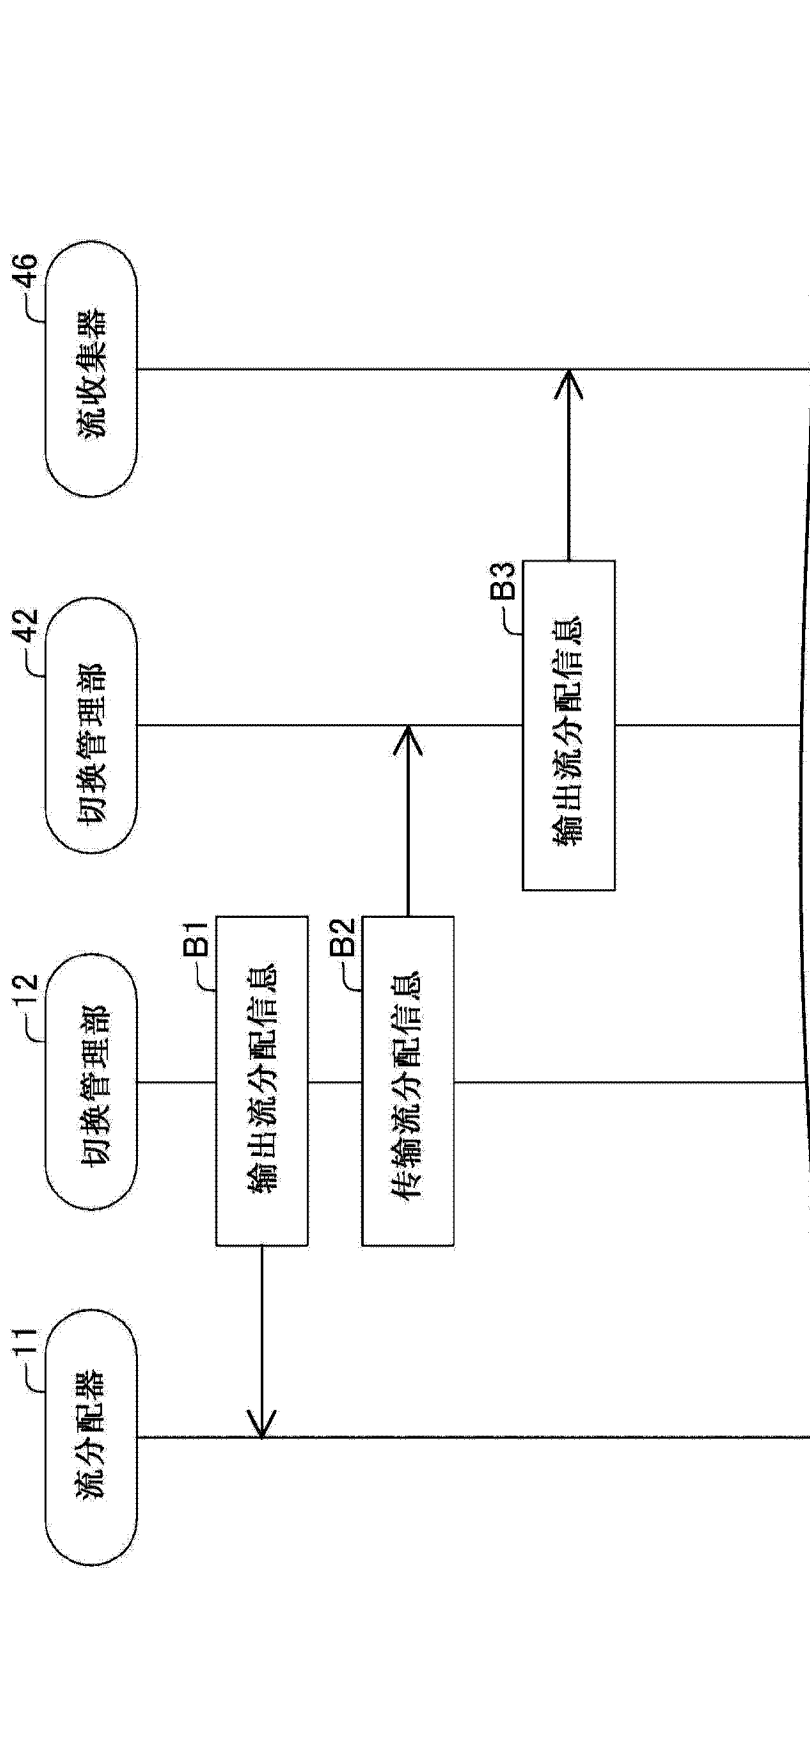 11
流分配器
12
切换管理部
42
切换管理部
46
流收集器
B1
输出流分配信息
B2
传输流分配信息
B3
输出流分配信息